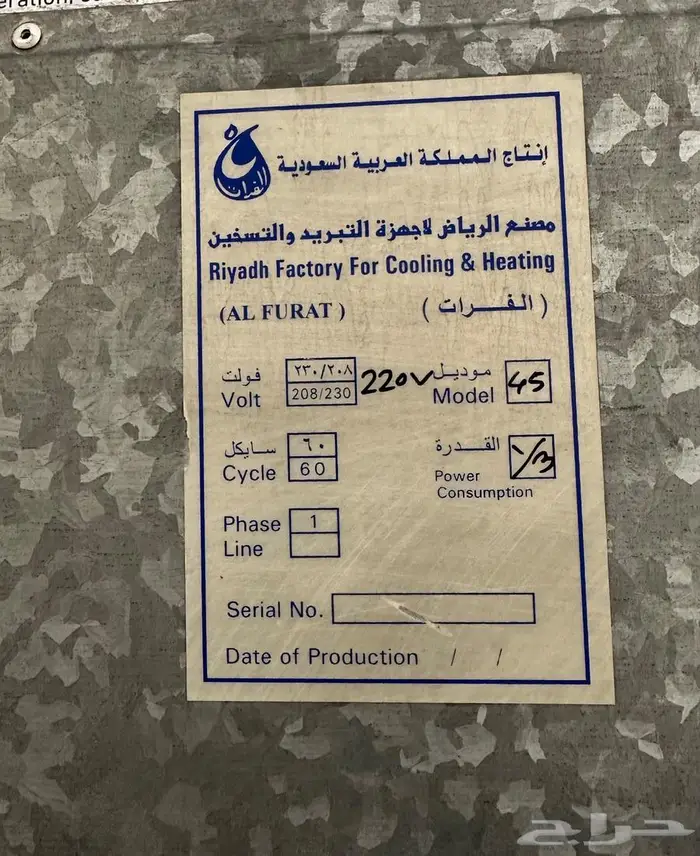 الفرات
إنتاج المملكة العربية السعودية
مصنع الرياض لاجهزة التبريد والتسخين
Riyadh Factory For Cooling & Heating
(AL FURAT) (الفــرات)
فولت ٢٣٠/٢٠٨ موديل
Volt 208/230 220V Model 45
سايكل ٦٠ القدرة
Cycle 60 Power Consumption 1/3
Phase 1
Line
Serial No.
Date of Production / /
حراج